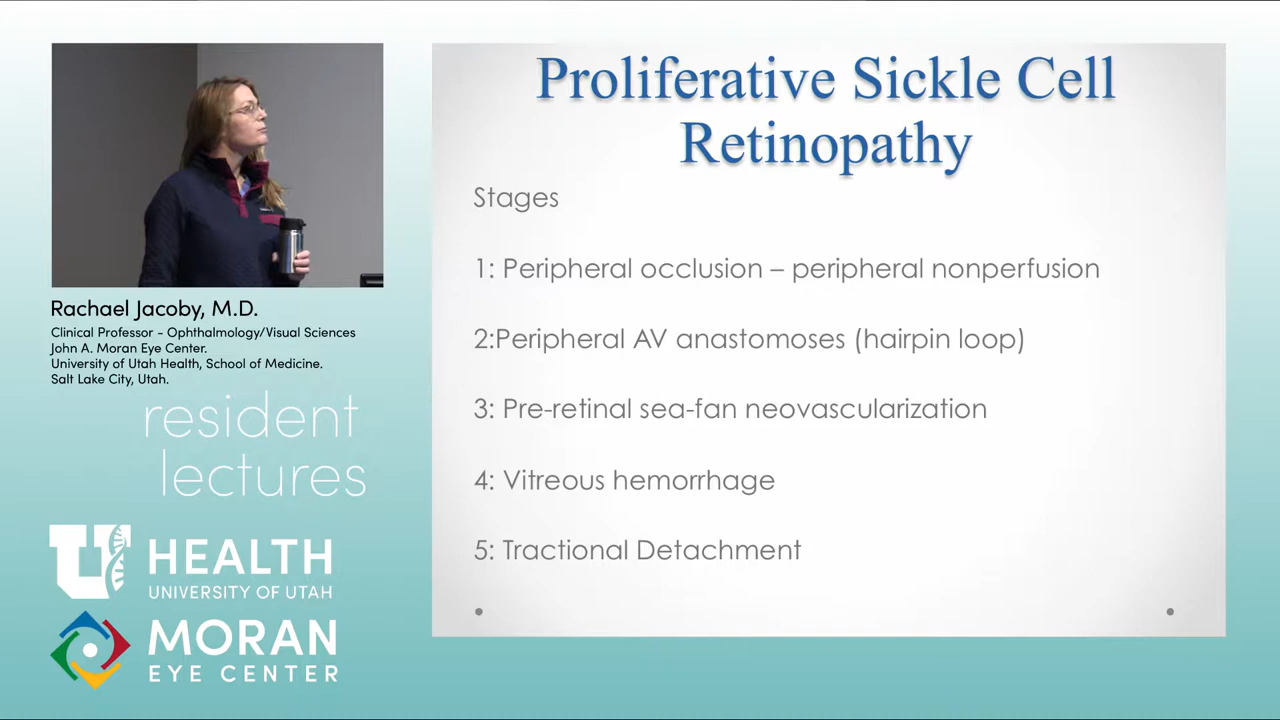 Proliferative Sickle Cell
Retinopathy
Stages
1: Peripheral occlusion – peripheral nonperfusion
2:Peripheral AV anastomoses (hairpin loop)
3: Pre-retinal sea-fan neovascularization
4: Vitreous hemorrhage
5: Tractional Detachment
Rachael Jacoby, M.D.
Clinical Professor - Ophthalmology/Visual Sciences
John A. Moran Eye Center.
University of Utah Health, School of Medicine.
Salt Lake City, Utah.
resident
lectures
U HEALTH
UNIVERSITY OF UTAH
MORAN
EYE CENTER